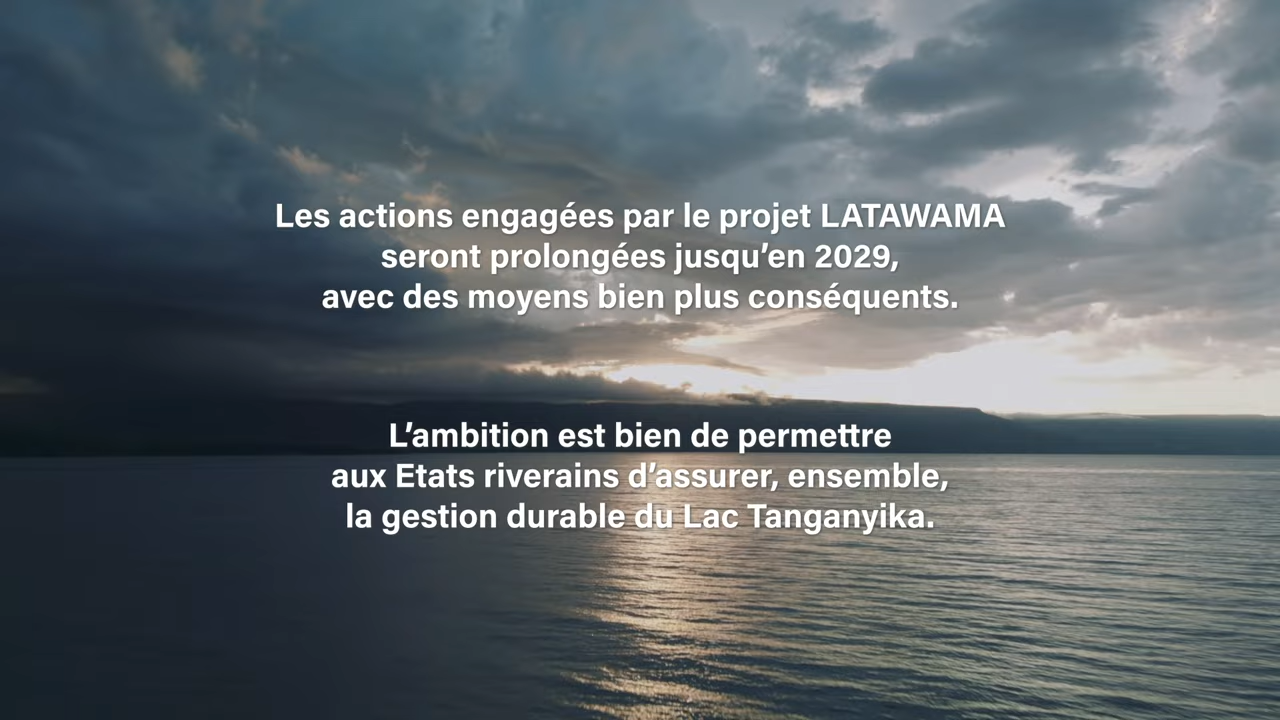 Les actions engagées par le projet LATAWAMA
seront prolongées jusqu’en 2029,
avec des moyens bien plus conséquents.
L’ambition est bien de permettre
aux Etats riverains d’assurer, ensemble,
la gestion durable du Lac Tanganyika.